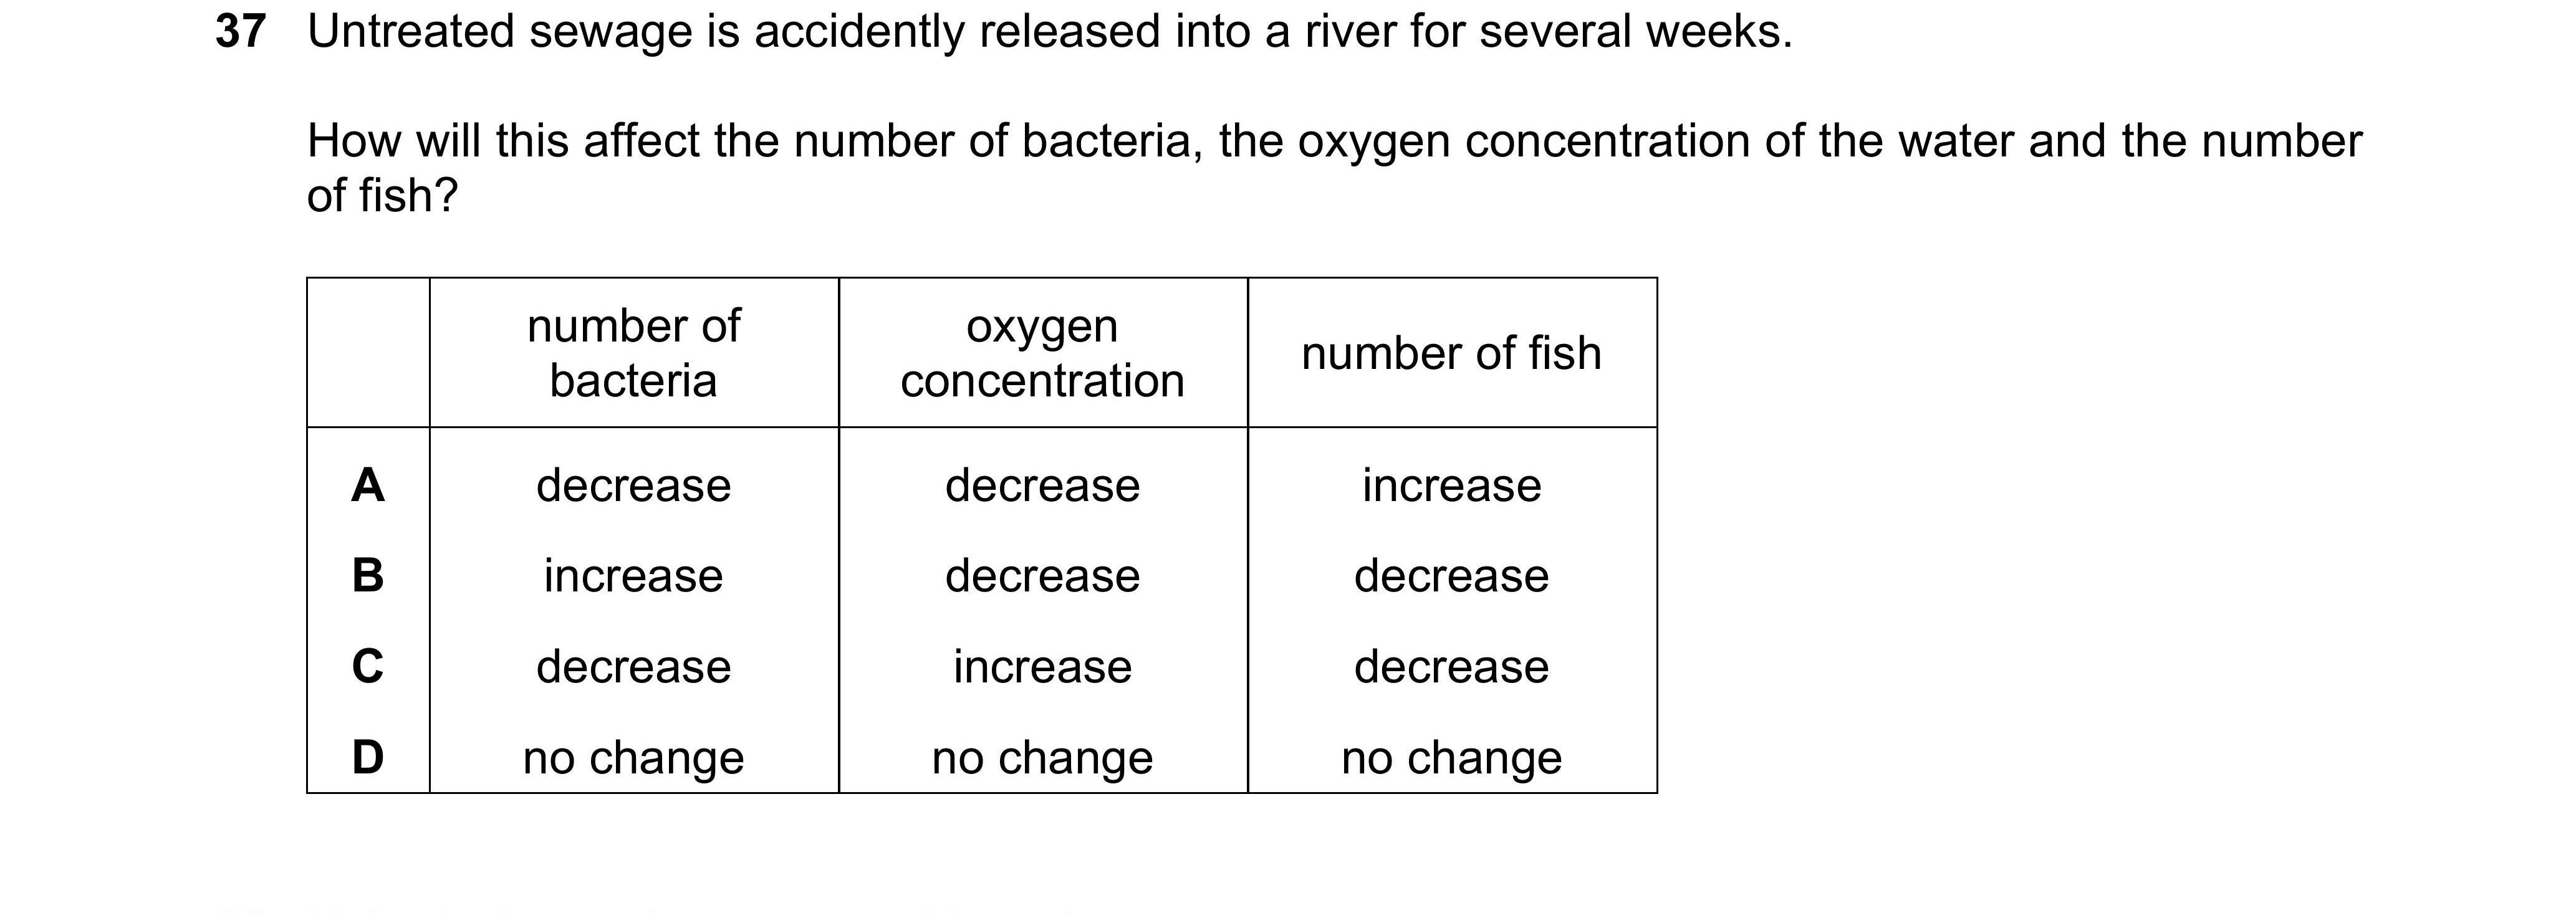 37 Untreated sewage is accidently released into a river for several weeks.
How will this affect the number of bacteria, the oxygen concentration of the water and the number
of fish?
number of bacteria oxygen concentration number of fish
A decrease decrease increase
B increase decrease decrease
C decrease increase decrease
D no change no change no change